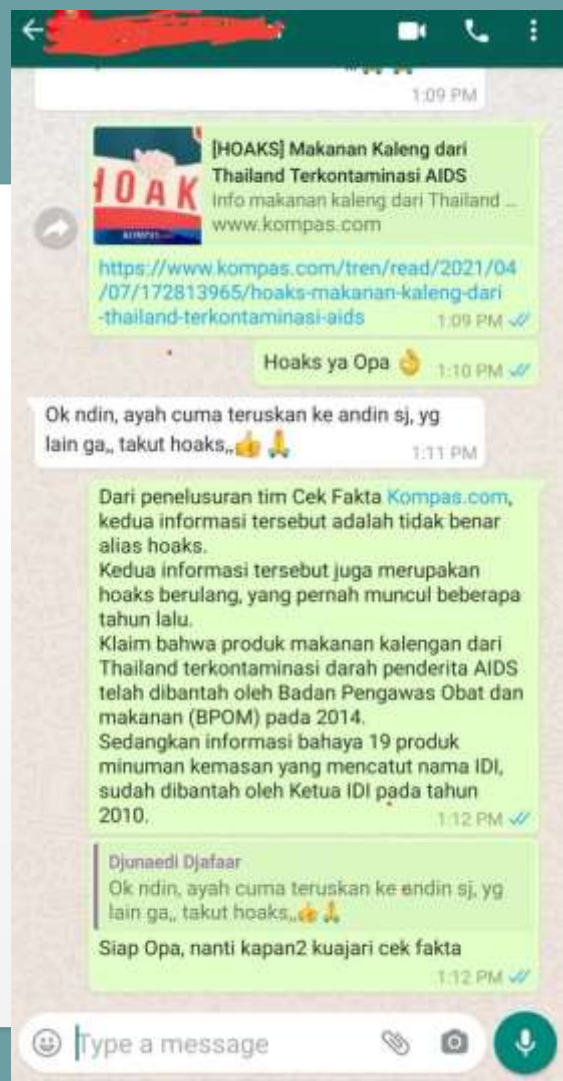 1:09 PM
HOAK
KOMPAS.com
[HOAKS] Makanan Kaleng dari
Thailand Terkontaminasi AIDS
Info makanan kaleng dari Thailand ...
www.kompas.com
https://www.kompas.com/tren/read/2021/04
/07/172813965/hoaks-makanan-kaleng-dari
-thailand-terkontaminasi-aids
1:09 PM
Hoaks ya Opa 👌
1:10 PM
Ok ndin, ayah cuma teruskan ke andin sj, yg
lain ga,, takut hoaks,,👍🙏
1:11 PM
Dari penelusuran tim Cek Fakta Kompas.com,
kedua informasi tersebut adalah tidak benar
alias hoaks.
Kedua informasi tersebut juga merupakan
hoaks berulang, yang pernah muncul beberapa
tahun lalu.
Klaim bahwa produk makanan kalengan dari
Thailand terkontaminasi darah penderita AIDS
telah dibantah oleh Badan Pengawas Obat dan
makanan (BPOM) pada 2014.
Sedangkan informasi bahaya 19 produk
minuman kemasan yang mencatut nama IDI,
sudah dibantah oleh Ketua IDI pada tahun
2010.
1:12 PM
Djunaedi Djafaar
Ok ndin, ayah cuma teruskan ke andin sj, yg
lain ga,, takut hoaks,,👍🙏
Siap Opa, nanti kapan2 kuajari cek fakta
1:12 PM
Type a message